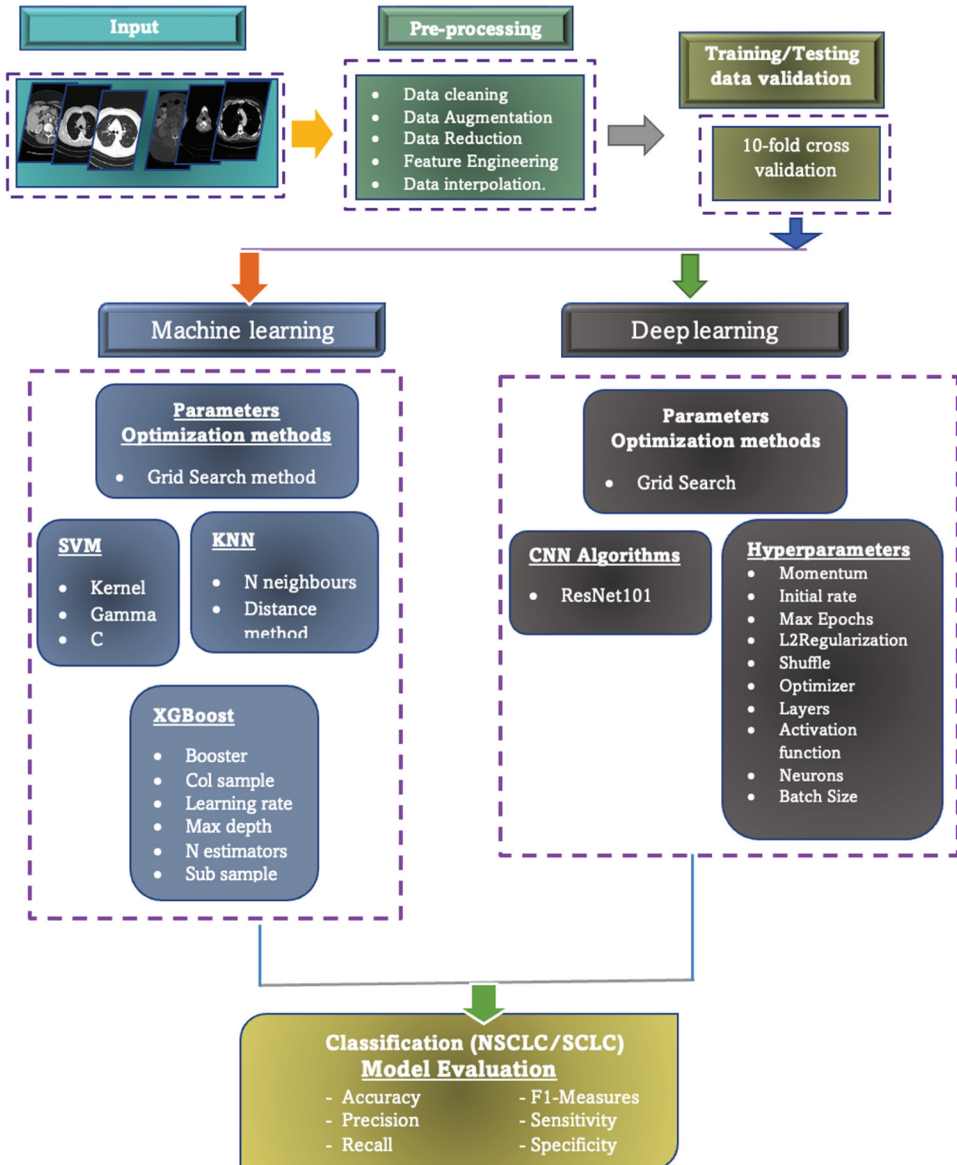 Input
Pre-processing
• Data cleaning
• Data Augmentation
• Data Reduction
• Feature Engineering
• Data interpolation.
Training/Testing
data validation
10-fold cross
validation
Machine learning
Parameters
Optimization methods
• Grid Search method
SVM
• Kernel
• Gamma
• C
KNN
• N neighbours
• Distance
method
XGBoost
• Booster
• Col sample
• Learning rate
• Max depth
• N estimators
• Sub sample
Deep learning
Parameters
Optimization methods
• Grid Search
CNN Algorithms
• ResNet101
Hyperparameters
• Momentum
• Initial rate
• Max Epochs
• L2Regularization
• Shuffle
• Optimizer
• Layers
• Activation
function
• Neurons
• Batch Size
Classification (NSCLC/SCLC)
Model Evaluation
- Accuracy
- Precision
- Recall
- F1-Measures
- Sensitivity
- Specificity